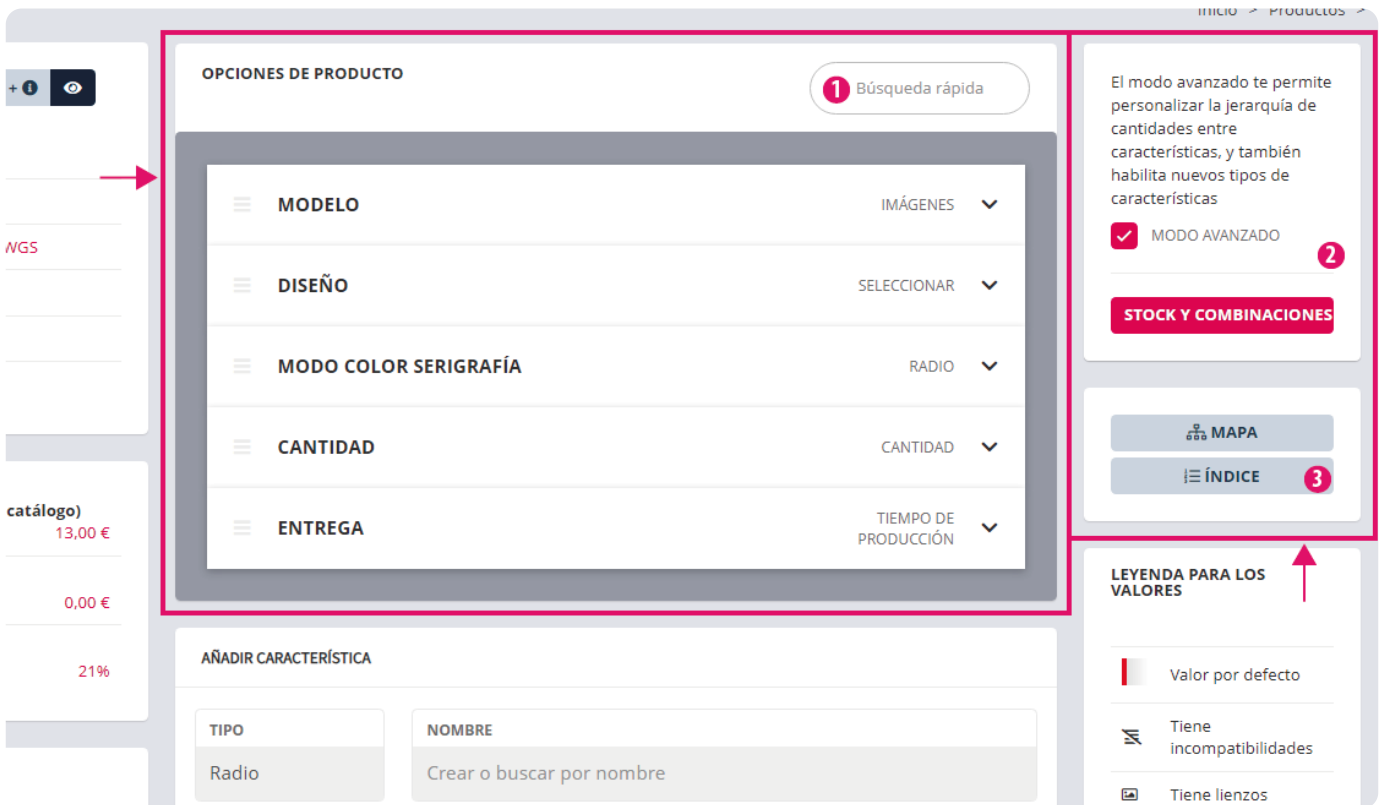 Inicio > Productos >
+
WGS
catálogo)
13,00 €
0,00 €
21%
OPCIONES DE PRODUCTO
1 Búsqueda rápida
MODELO IMÁGENES
DISEÑO SELECCIONAR
MODO COLOR SERIGRAFÍA RADIO
CANTIDAD CANTIDAD
ENTREGA TIEMPO DE
PRODUCCIÓN
AÑADIR CARACTERÍSTICA
TIPO NOMBRE
Radio Crear o buscar por nombre
El modo avanzado te permite
personalizar la jerarquía de
cantidades entre
características, y también
habilita nuevos tipos de
características
MODO AVANZADO
2
STOCK Y COMBINACIONES
MAPA
ÍNDICE 3
LEYENDA PARA LOS
VALORES
Valor por defecto
Tiene
incompatibilidades
Tiene lienzos